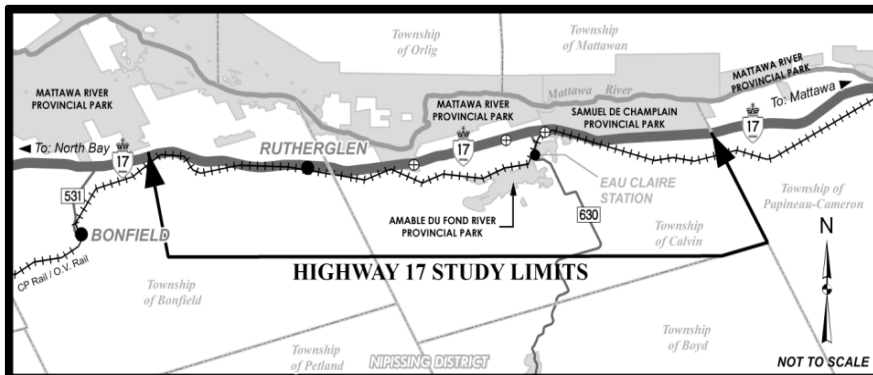 Township
of Orlig
Township
of Mattawan
MATTAWA RIVER
PROVINCIAL PARK
MATTAWA RIVER
PROVINCIAL PARK
MATTAWA RIVER
PROVINCIAL PARK
Mattawa River
SAMUEL DE CHAMPLAIN
PROVINCIAL PARK
To: Mattawa
17
17
17
To: North Bay
RUTHERGLEN
531
BONFIELD
CP Rail / O.V. Rail
EAU CLAIRE
STATION
AMABLE DU FOND RIVER
PROVINCIAL PARK
630
Township of
Papineau-Cameron
Township
of Calvin
N
HIGHWAY 17 STUDY LIMITS
Township
of Bonfield
Township
of Petland
NIPISSING DISTRICT
Township
of Boyd
NOT TO SCALE